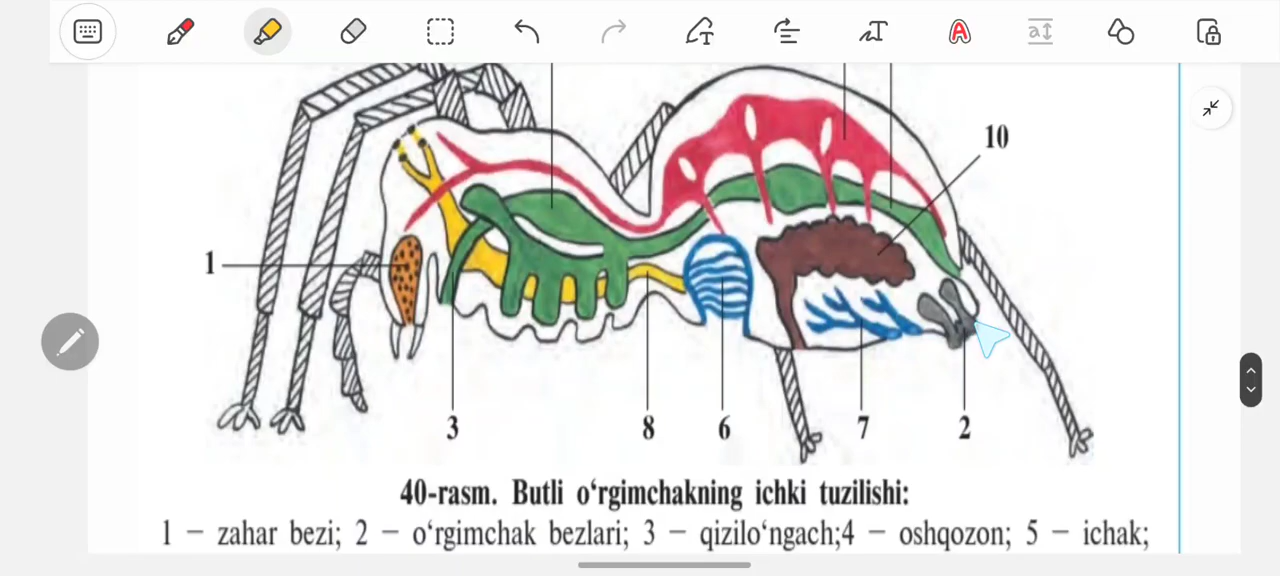 10
1
3 8 6 7 2
40-rasm. Butli o‘rgimchakning ichki tuzilishi:
1 – zahar bezi; 2 – o‘rgimchak bezlari; 3 – qizilo‘ngach;4 – oshqozon; 5 – ichak;